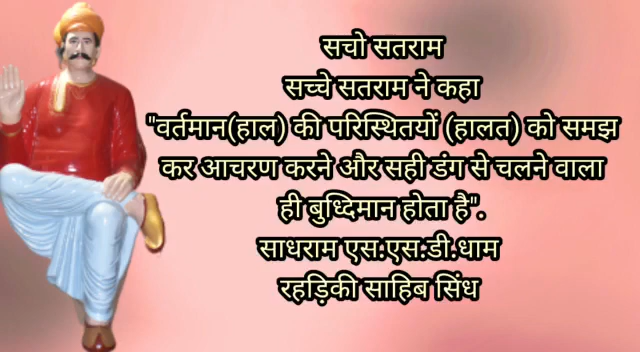 सचो सतराम
सच्चे सतराम ने कहा
"वर्तमान(हाल) की परिस्थितयों (हालत) को समझ
कर आचरण करने और सही डंग से चलने वाला
ही बुध्दिमान होता है".
साधराम एस.एस.डी.धाम
रहड़िकी साहिब सिंध